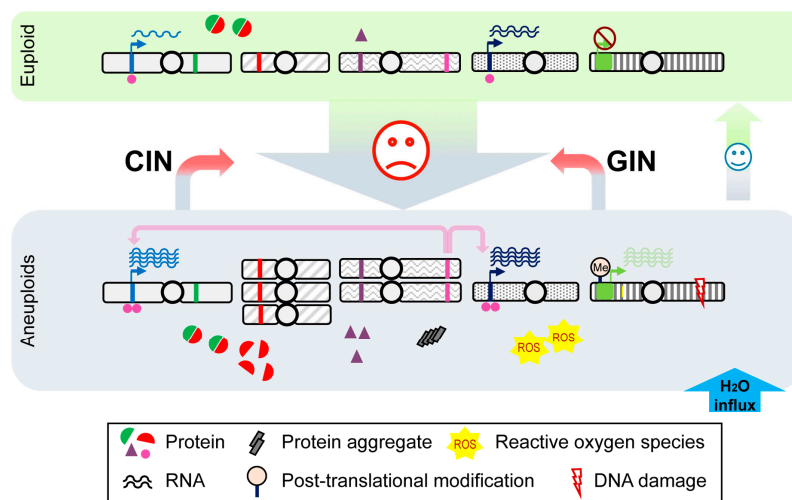 Euploid
CIN
GIN
Aneuploids
Me
ROS
ROS
H2O
influx
Protein
Protein aggregate
ROS
Reactive oxygen species
RNA
Post-translational modification
DNA damage